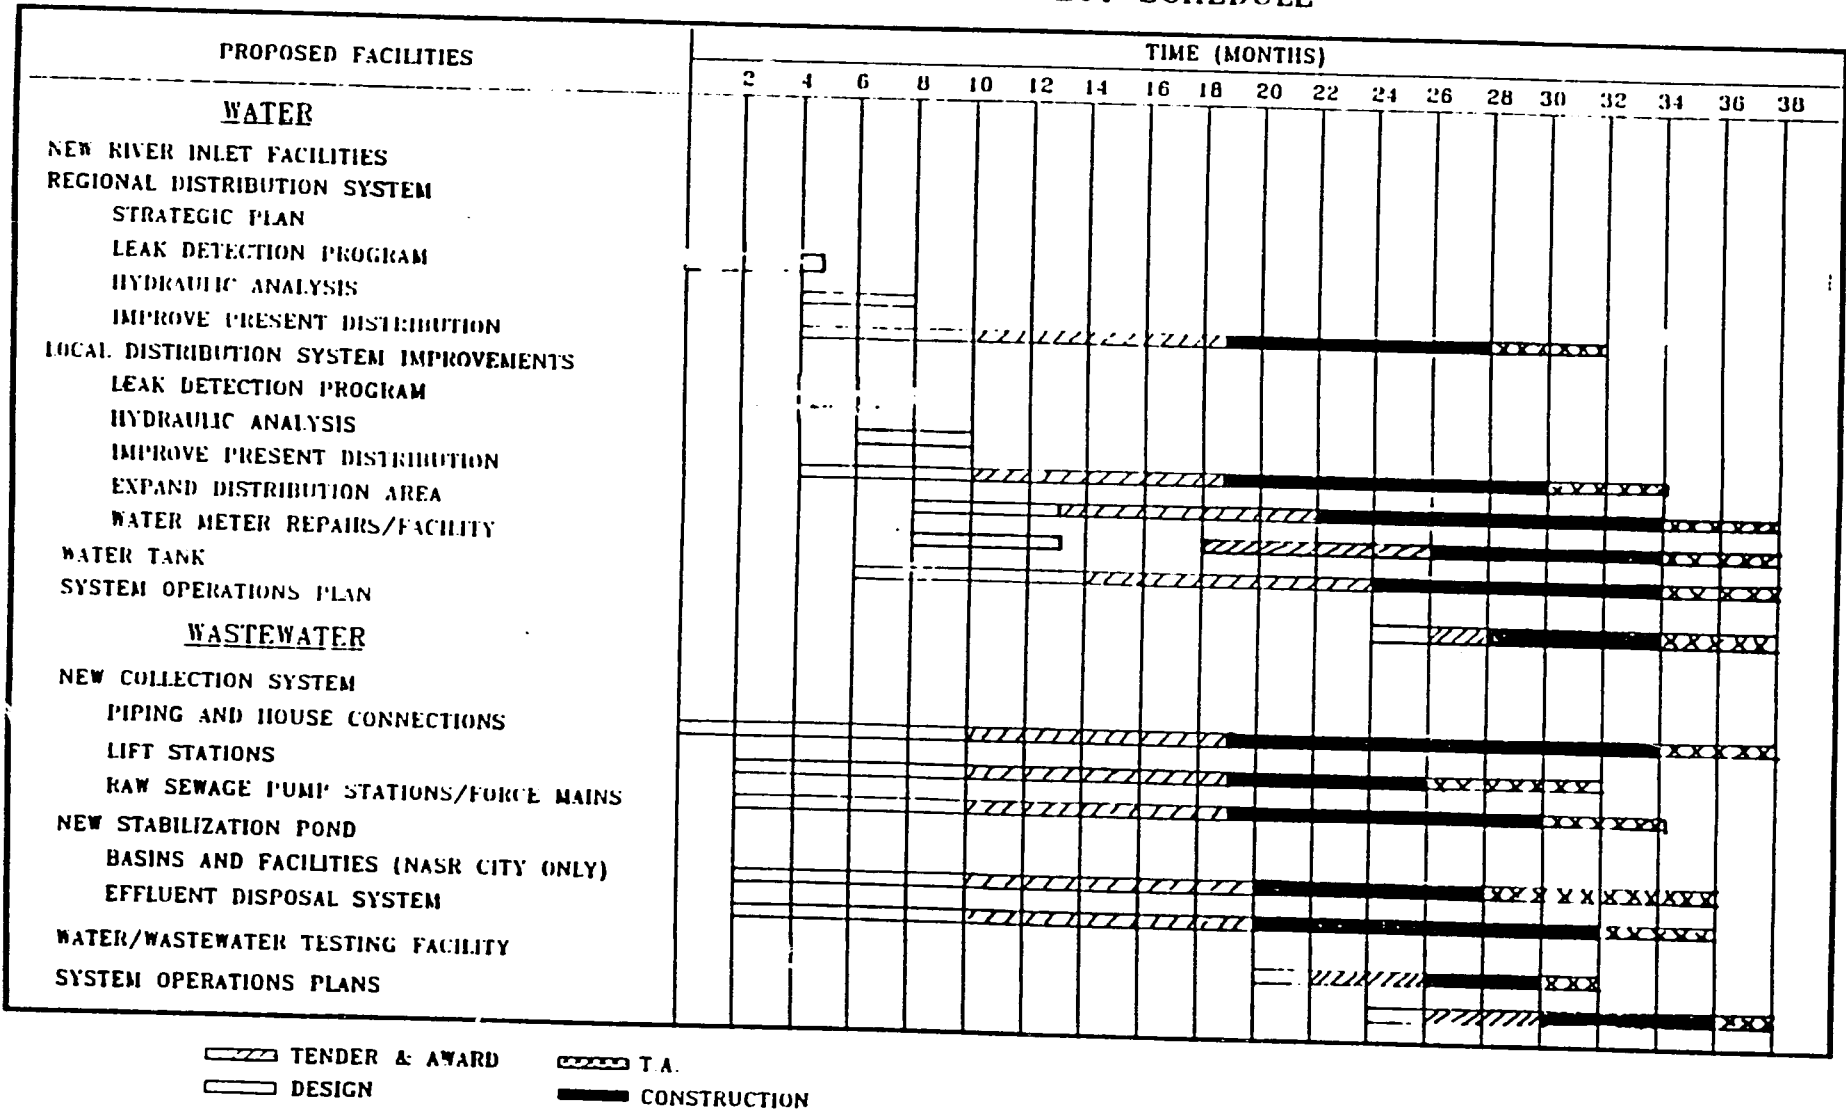 SCHEDULE
PROPOSED FACILITIES
TIME (MONTHS)
2 4 6 8 10 12 14 16 18 20 22 24 26 28 30 32 34 36 38
WATER
NEW RIVER INLET FACILITIES
REGIONAL DISTRIBUTION SYSTEM
STRATEGIC PLAN
LEAK DETECTION PROGRAM
HYDRAULIC ANALYSIS
IMPROVE PRESENT DISTRIBUTION
LOCAL DISTRIBUTION SYSTEM IMPROVEMENTS
LEAK DETECTION PROGRAM
HYDRAULIC ANALYSIS
IMPROVE PRESENT DISTRIBUTION
EXPAND DISTRIBUTION AREA
WATER METER REPAIRS/FACILITY
WATER TANK
SYSTEM OPERATIONS PLAN
WASTEWATER
NEW COLLECTION SYSTEM
PIPING AND HOUSE CONNECTIONS
LIFT STATIONS
RAW SEWAGE PUMP STATIONS/FORCE MAINS
NEW STABILIZATION POND
BASINS AND FACILITIES (NASR CITY ONLY)
EFFLUENT DISPOSAL SYSTEM
WATER/WASTEWATER TESTING FACILITY
SYSTEM OPERATIONS PLANS
TENDER & AWARD
T.A.
DESIGN
CONSTRUCTION